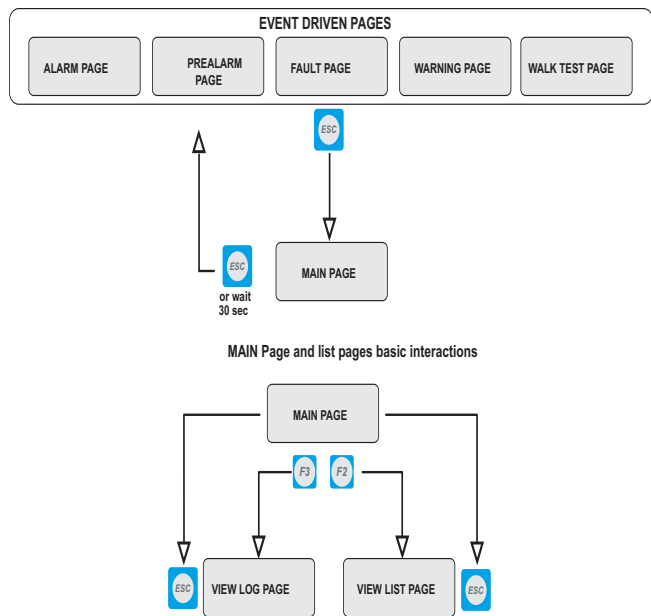 EVENT DRIVEN PAGES
ALARM PAGE
PREALARM
PAGE
FAULT PAGE
WARNING PAGE
WALK TEST PAGE
ESC
ESC
or wait
30 sec
MAIN PAGE
MAIN Page and list pages basic interactions
MAIN PAGE
F3
F2
ESC
VIEW LOG PAGE
VIEW LIST PAGE
ESC